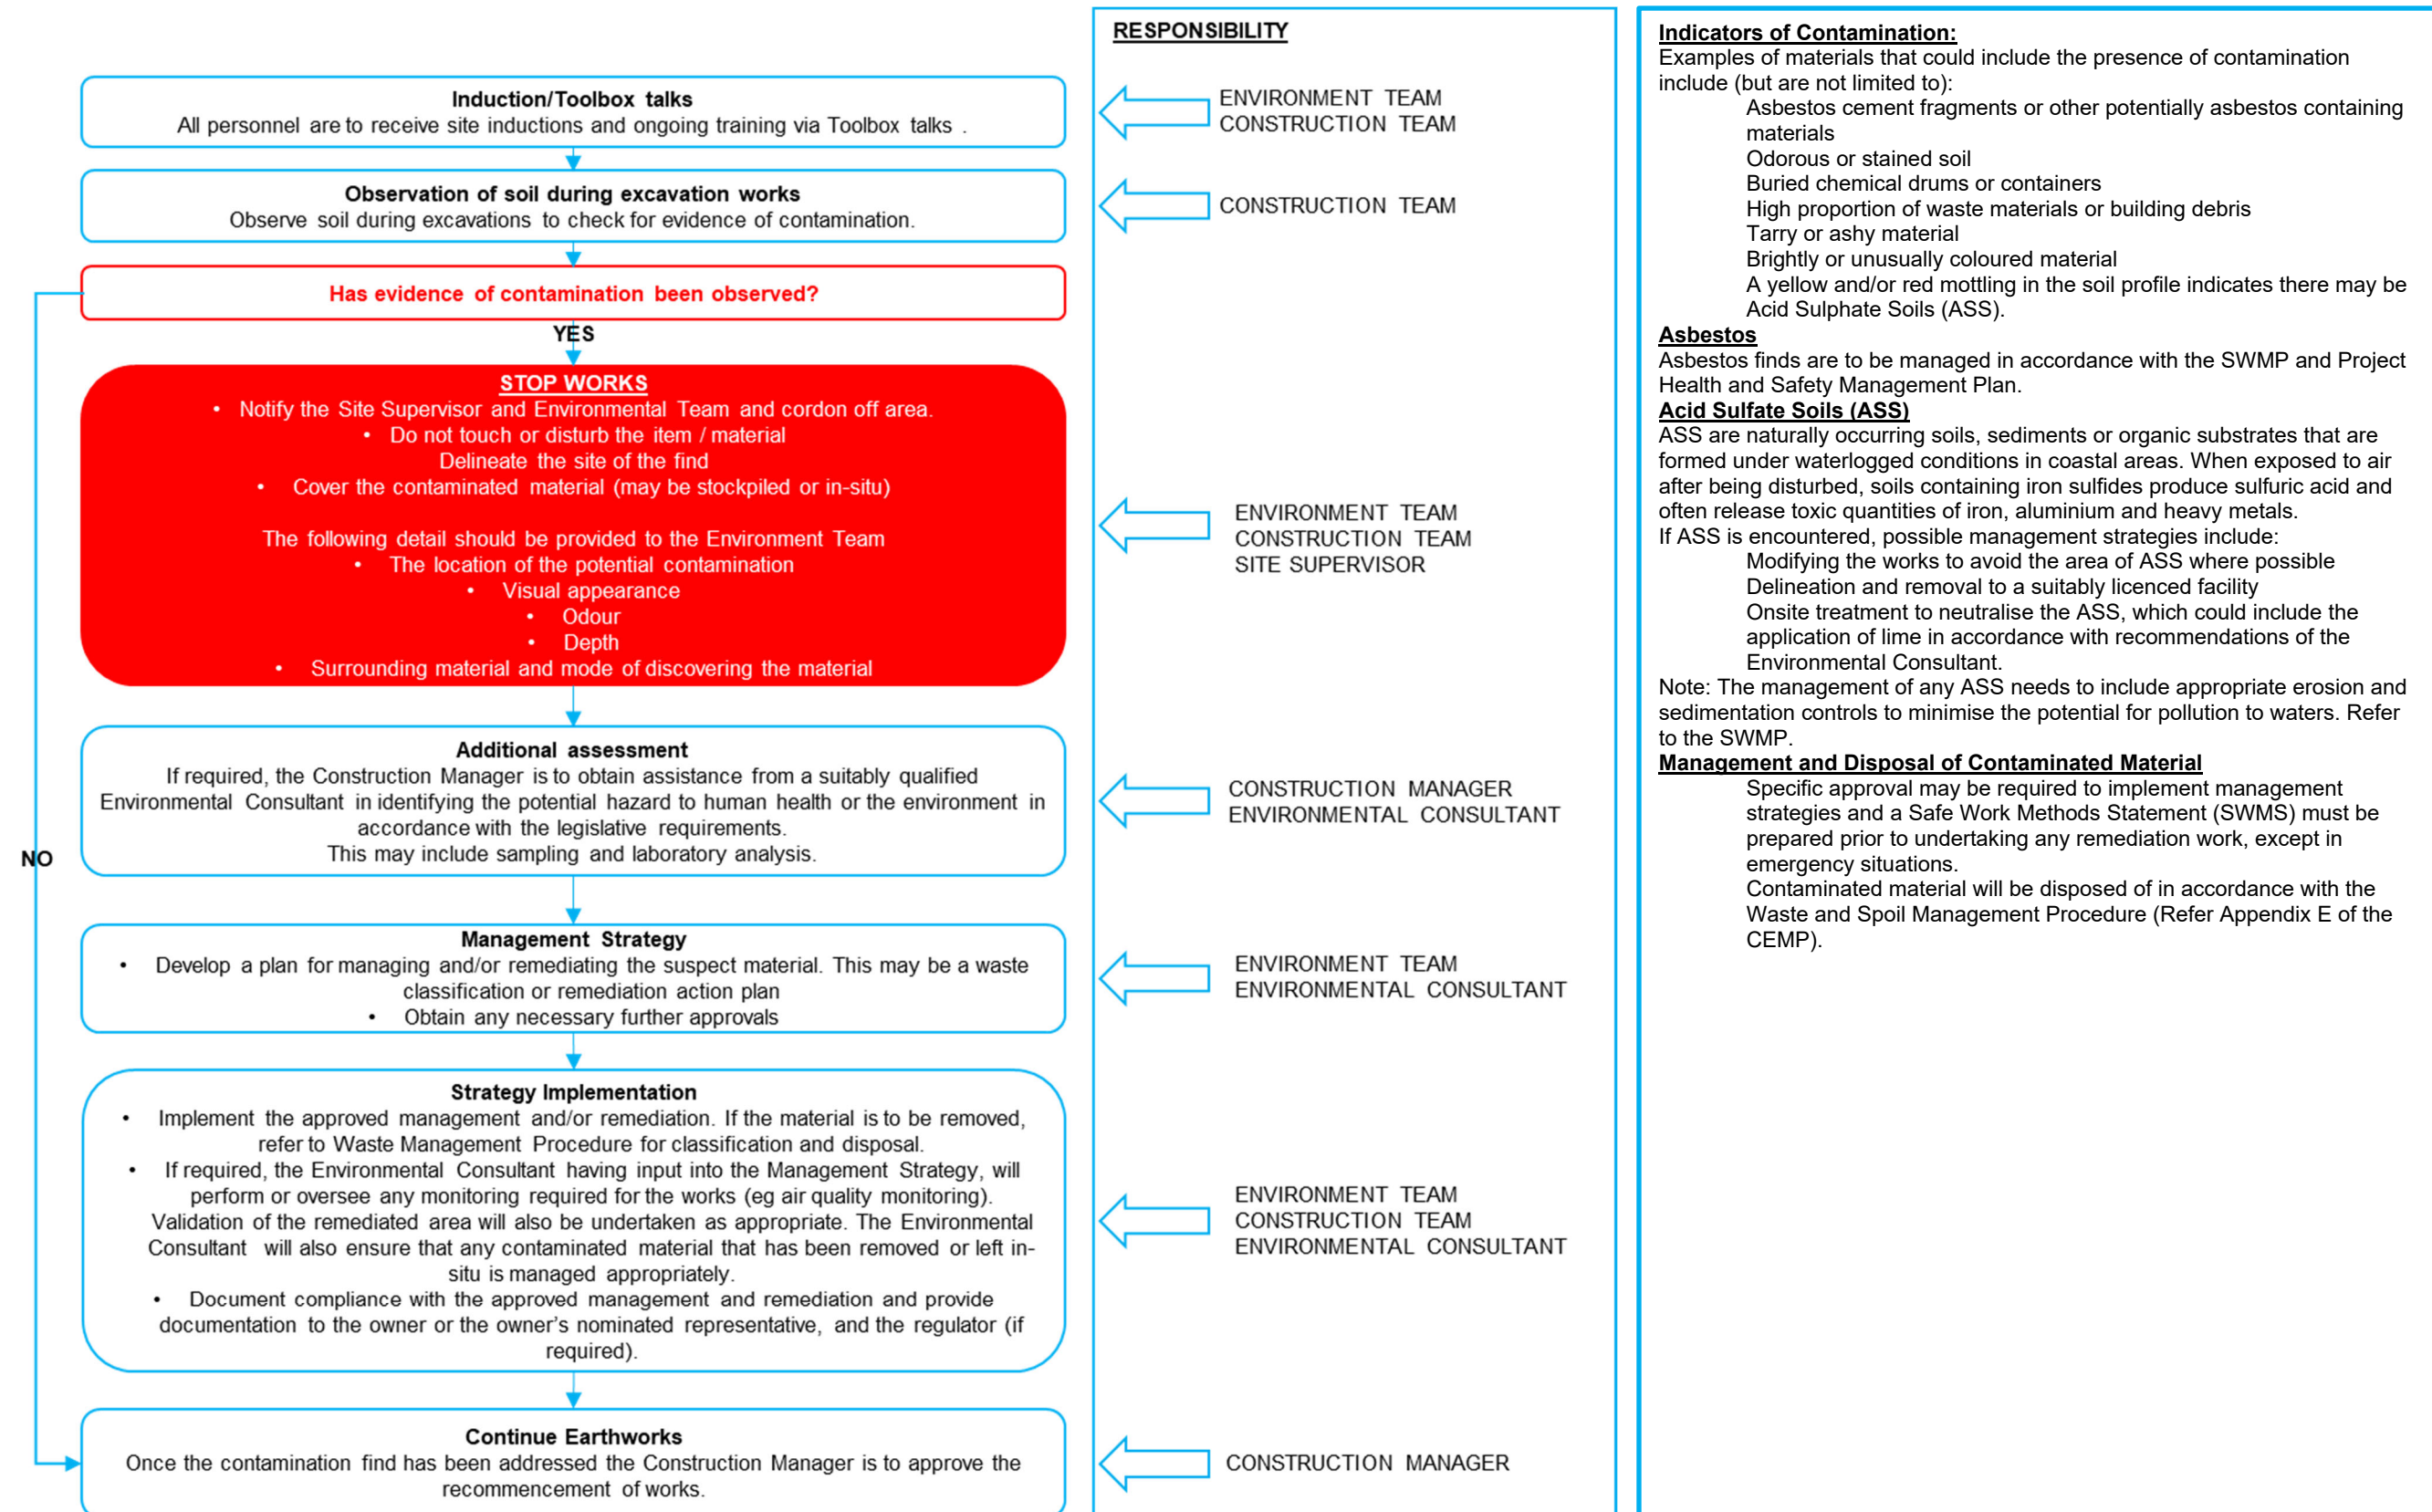 Induction/Toolbox talks
All personnel are to receive site inductions and ongoing training via Toolbox talks .
Observation of soil during excavation works
Observe soil during excavations to check for evidence of contamination.
Has evidence of contamination been observed?
YES
STOP WORKS
• Notify the Site Supervisor and Environmental Team and cordon off area.
• Do not touch or disturb the item / material
Delineate the site of the find
• Cover the contaminated material (may be stockpiled or in-situ)
The following detail should be provided to the Environment Team
• The location of the potential contamination
• Visual appearance
• Odour
• Depth
• Surrounding material and mode of discovering the material
Additional assessment
If required, the Construction Manager is to obtain assistance from a suitably qualified
Environmental Consultant in identifying the potential hazard to human health or the environment in
accordance with the legislative requirements.
This may include sampling and laboratory analysis.
NO
Management Strategy
• Develop a plan for managing and/or remediating the suspect material. This may be a waste
classification or remediation action plan
• Obtain any necessary further approvals
Strategy Implementation
• Implement the approved management and/or remediation. If the material is to be removed,
refer to Waste Management Procedure for classification and disposal.
• If required, the Environmental Consultant having input into the Management Strategy, will
perform or oversee any monitoring required for the works (eg air quality monitoring).
Validation of the remediated area will also be undertaken as appropriate. The Environmental
Consultant will also ensure that any contaminated material that has been removed or left in-
situ is managed appropriately.
• Document compliance with the approved management and remediation and provide
documentation to the owner or the owner's nominated representative, and the regulator (if
required).
Continue Earthworks
Once the contamination find has been addressed the Construction Manager is to approve the
recommencement of works.
RESPONSIBILITY
ENVIRONMENT TEAM
CONSTRUCTION TEAM
CONSTRUCTION TEAM
ENVIRONMENT TEAM
CONSTRUCTION TEAM
SITE SUPERVISOR
CONSTRUCTION MANAGER
ENVIRONMENTAL CONSULTANT
ENVIRONMENT TEAM
ENVIRONMENTAL CONSULTANT
ENVIRONMENT TEAM
CONSTRUCTION TEAM
ENVIRONMENTAL CONSULTANT
CONSTRUCTION MANAGER
Indicators of Contamination:
Examples of materials that could include the presence of contamination
include (but are not limited to):
Asbestos cement fragments or other potentially asbestos containing
materials
Odorous or stained soil
Buried chemical drums or containers
High proportion of waste materials or building debris
Tarry or ashy material
Brightly or unusually coloured material
A yellow and/or red mottling in the soil profile indicates there may be
Acid Sulphate Soils (ASS).
Asbestos
Asbestos finds are to be managed in accordance with the SWMP and Project
Health and Safety Management Plan.
Acid Sulfate Soils (ASS)
ASS are naturally occurring soils, sediments or organic substrates that are
formed under waterlogged conditions in coastal areas. When exposed to air
after being disturbed, soils containing iron sulfides produce sulfuric acid and
often release toxic quantities of iron, aluminium and heavy metals.
If ASS is encountered, possible management strategies include:
Modifying the works to avoid the area of ASS where possible
Delineation and removal to a suitably licenced facility
Onsite treatment to neutralise the ASS, which could include the
application of lime in accordance with recommendations of the
Environmental Consultant.
Note: The management of any ASS needs to include appropriate erosion and
sedimentation controls to minimise the potential for pollution to waters. Refer
to the SWMP.
Management and Disposal of Contaminated Material
Specific approval may be required to implement management
strategies and a Safe Work Methods Statement (SWMS) must be
prepared prior to undertaking any remediation work, except in
emergency situations.
Contaminated material will be disposed of in accordance with the
Waste and Spoil Management Procedure (Refer Appendix E of the
CEMP).